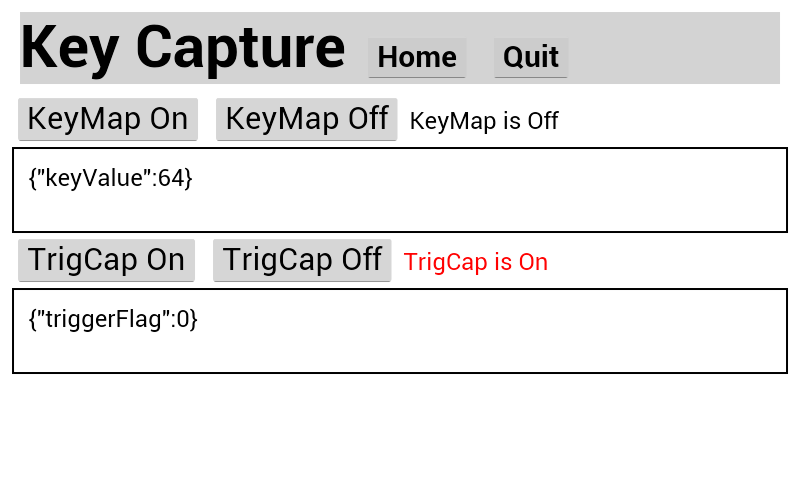 Key Capture Home Quit
KeyMap On KeyMap Off KeyMap is Off
{"keyValue":64}
TrigCap On TrigCap Off TrigCap is On
{"triggerFlag":0}